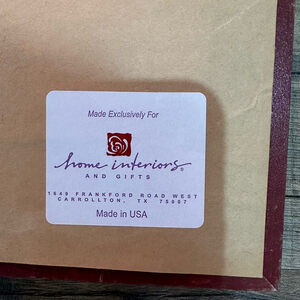 Made Exclusively For
home interiors®
AND GIFTS
1649 FRANKFORD ROAD WEST
CARROLLTON, TX 75007
Made in USA